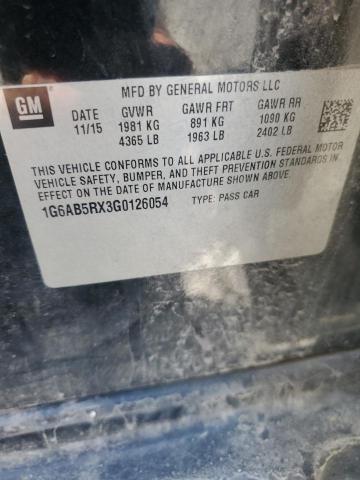 MFD BY GENERAL MOTORS LLC
GM
DATE GVWR GAWR FRT GAWR RR
11/15 1981 KG 891 KG 1090 KG
4365 LB 1963 LB 2402 LB
THIS VEHICLE CONFORMS TO ALL APPLICABLE U.S. FEDERAL MOTOR
VEHICLE SAFETY, BUMPER, AND THEFT PREVENTION STANDARDS IN
EFFECT ON THE DATE OF MANUFACTURE SHOWN ABOVE.
1G6AB5RX3G0126054 TYPE: PASS CAR